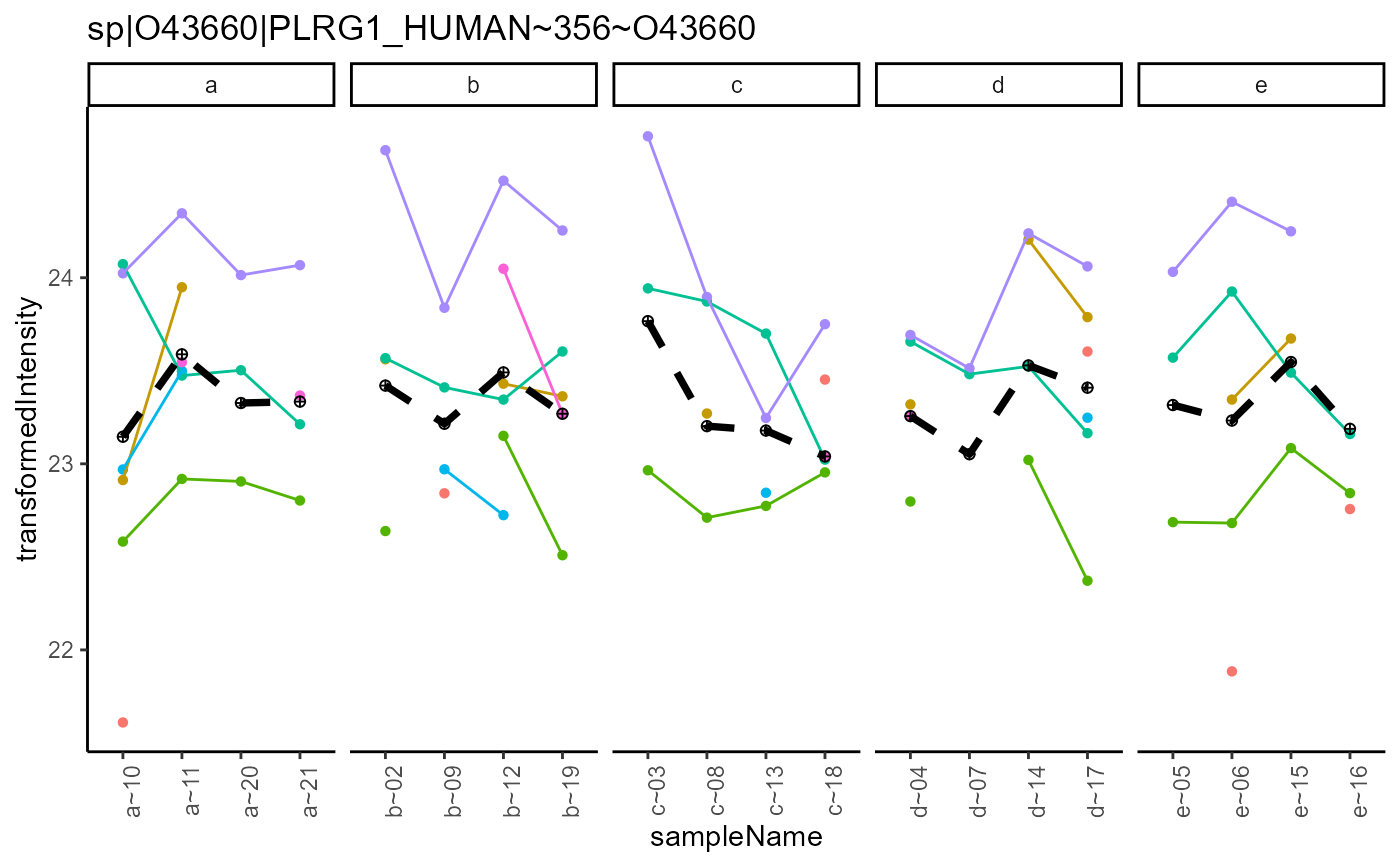 sp|O43660|PLRG1_HUMAN~356~O43660
a
b
c
d
e
transformedIntensity
24
23
22
a~10
a~11
a~20
a~21
b~02
b~09
b~12
b~19
c~03
c~08
c~13
c~18
d~04
d~07
d~14
d~17
e~05
e~06
e~15
e~16
sampleName